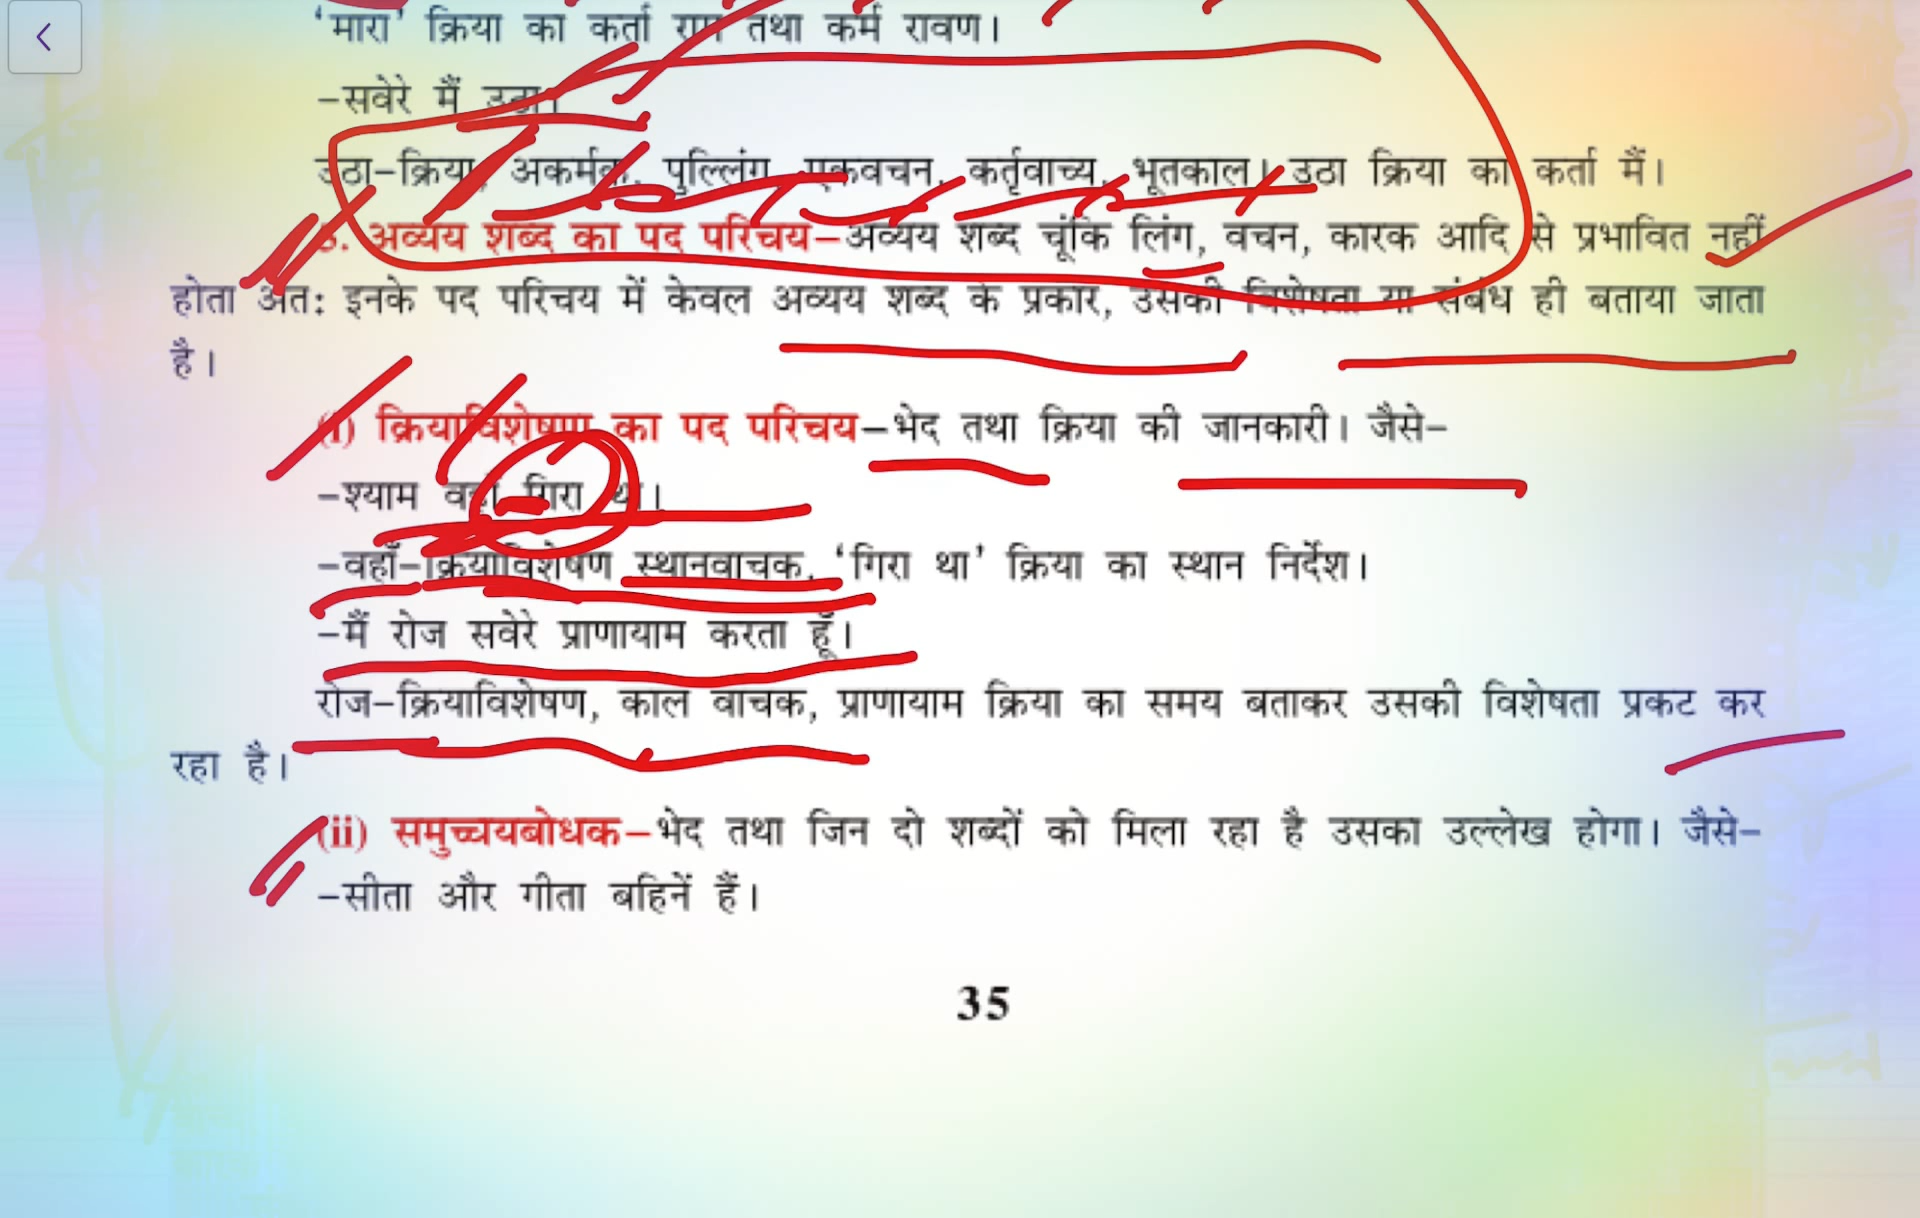 ‘मारा’ क्रिया का कर्ता राम तथा कर्म रावण।
–सवेरे मैं उठा।
उठा–क्रिया, अकर्मक, पुल्लिंग, एकवचन, कर्तृवाच्य, भूतकाल। उठा क्रिया का कर्ता मैं।
अव्यय शब्द का पद परिचय–अव्यय शब्द चूंकि लिंग, वचन, कारक आदि से प्रभावित नहीं
होता अत: इनके पद परिचय में केवल अव्यय शब्द के प्रकार, उसकी विशेषता या संबंध ही बताया जाता
है।
(i) क्रियाविशेषण का पद परिचय–भेद तथा क्रिया की जानकारी। जैसे–
–श्याम वहाँ गिरा था।
–वहाँ–क्रियाविशेषण स्थानवाचक, ‘गिरा था’ क्रिया का स्थान निर्देश।
–मैं रोज सवेरे प्राणायाम करता हूँ।
रोज–क्रियाविशेषण, काल वाचक, प्राणायाम क्रिया का समय बताकर उसकी विशेषता प्रकट कर
रहा है।
(ii) समुच्चयबोधक–भेद तथा जिन दो शब्दों को मिला रहा है उसका उल्लेख होगा। जैसे–
–सीता और गीता बहिनें हैं।
35